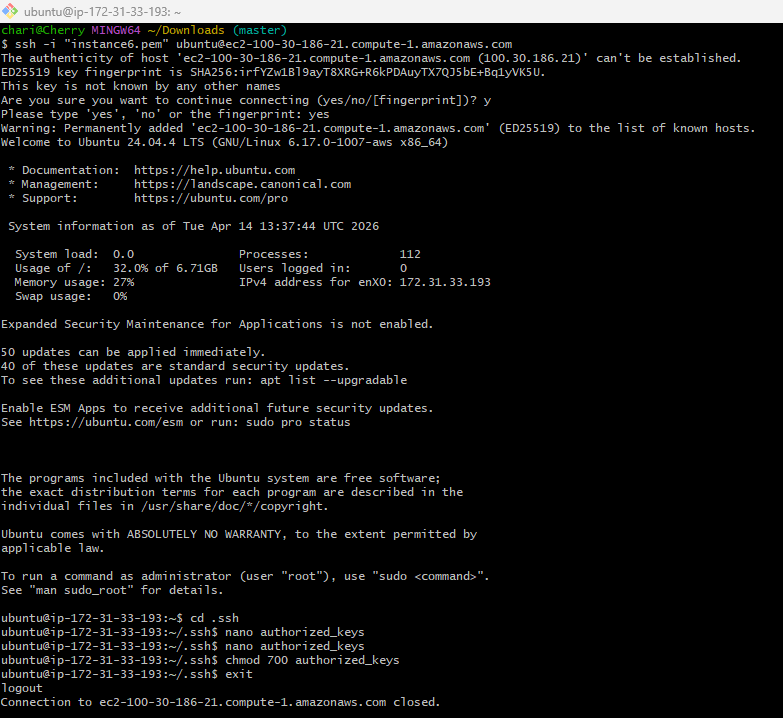 ubuntu@ip-172-31-33-193: ~
chari@Cherry MINGW64 ~/Downloads (master)
$ ssh -i "instance6.pem" ubuntu@ec2-100-30-186-21.compute-1.amazonaws.com
The authenticity of host 'ec2-100-30-186-21.compute-1.amazonaws.com (100.30.186.21)' can't be established.
ED25519 key fingerprint is SHA256:irfYZw1Bl9ayT8XRG+R6kPDAuyTX7QJ5bE+Bq1yVK5U.
This key is not known by any other names
Are you sure you want to continue connecting (yes/no/[fingerprint])? y
Please type 'yes', 'no' or the fingerprint: yes
Warning: Permanently added 'ec2-100-30-186-21.compute-1.amazonaws.com' (ED25519) to the list of known hosts.
Welcome to Ubuntu 24.04.4 LTS (GNU/Linux 6.17.0-1007-aws x86_64)
* Documentation:  https://help.ubuntu.com
* Management:     https://landscape.canonical.com
* Support:        https://ubuntu.com/pro
System information as of Tue Apr 14 13:37:44 UTC 2026
System load:  0.0               Processes:             112
Usage of /:   32.0% of 6.71GB   Users logged in:       0
Memory usage: 27%               IPv4 address for enX0: 172.31.33.193
Swap usage:   0%
Expanded Security Maintenance for Applications is not enabled.
50 updates can be applied immediately.
40 of these updates are standard security updates.
To see these additional updates run: apt list --upgradable
Enable ESM Apps to receive additional future security updates.
See https://ubuntu.com/esm or run: sudo pro status
The programs included with the Ubuntu system are free software;
the exact distribution terms for each program are described in the
individual files in /usr/share/doc/*/copyright.
Ubuntu comes with ABSOLUTELY NO WARRANTY, to the extent permitted by
applicable law.
To run a command as administrator (user "root"), use "sudo <command>".
See "man sudo_root" for details.
ubuntu@ip-172-31-33-193:~$ cd .ssh
ubuntu@ip-172-31-33-193:~/.ssh$ nano authorized_keys
ubuntu@ip-172-31-33-193:~/.ssh$ nano authorized_keys
ubuntu@ip-172-31-33-193:~/.ssh$ chmod 700 authorized_keys
ubuntu@ip-172-31-33-193:~/.ssh$ exit
logout
Connection to ec2-100-30-186-21.compute-1.amazonaws.com closed.